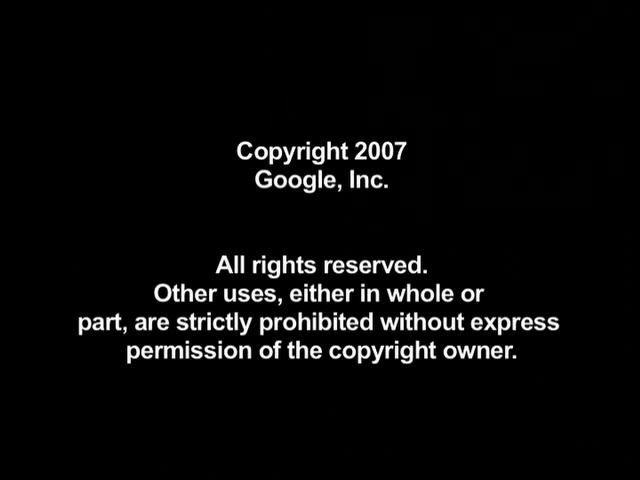 Copyright 2007
Google, Inc.
All rights reserved.
Other uses, either in whole or
part, are strictly prohibited without express
permission of the copyright owner.